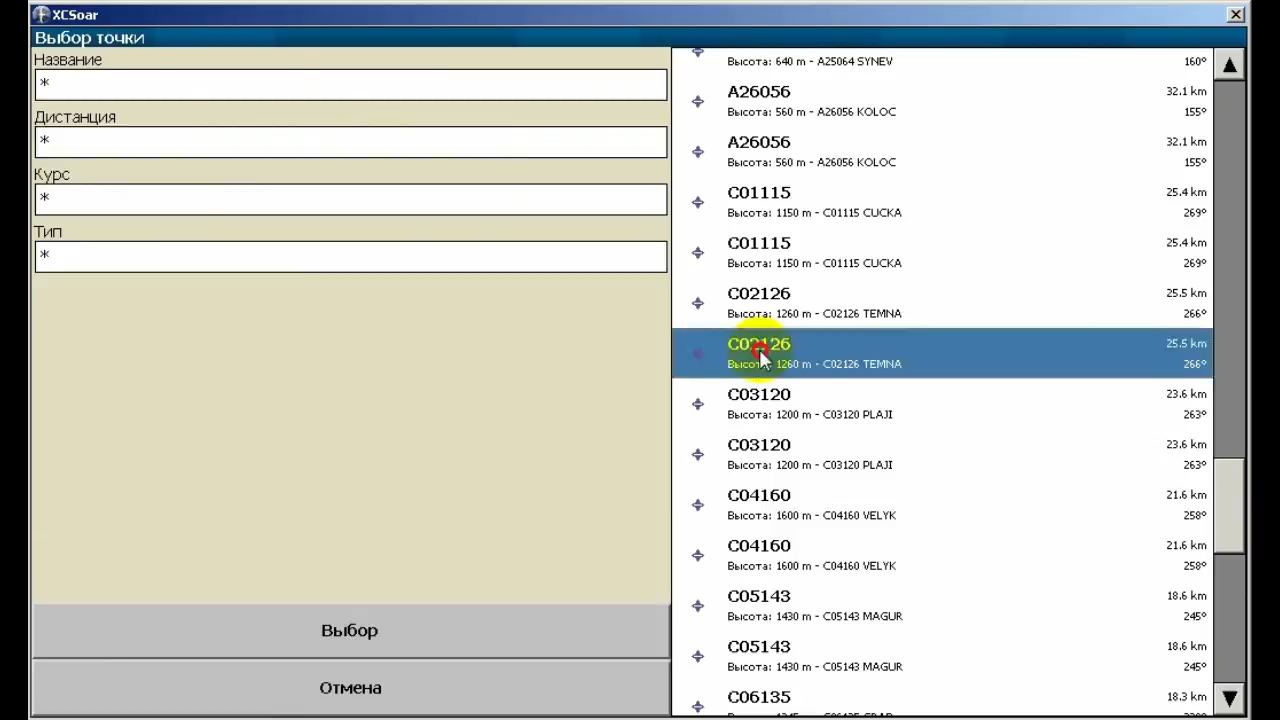 XCSoar
Выбор точки
Название
*
Дистанция
*
Курс
*
Тип
*
Выбор
Отмена
Высота: 640 m - A25064 SYNEV 160°
A26056 32.1 km
Высота: 560 m - A26056 KOLOC 155°
A26056 32.1 km
Высота: 560 m - A26056 KOLOC 155°
C01115 25.4 km
Высота: 1150 m - C01115 CUCKA 269°
C01115 25.4 km
Высота: 1150 m - C01115 CUCKA 269°
C02126 25.5 km
Высота: 1260 m - C02126 TEMNA 266°
C02126 25.5 km
Высота: 1260 m - C02126 TEMNA 266°
C03120 23.6 km
Высота: 1200 m - C03120 PLAJI 263°
C03120 23.6 km
Высота: 1200 m - C03120 PLAJI 263°
C04160 21.6 km
Высота: 1600 m - C04160 VELYK 258°
C04160 21.6 km
Высота: 1600 m - C04160 VELYK 258°
C05143 18.6 km
Высота: 1430 m - C05143 MAGUR 245°
C05143 18.6 km
Высота: 1430 m - C05143 MAGUR 245°
C06135 18.3 km